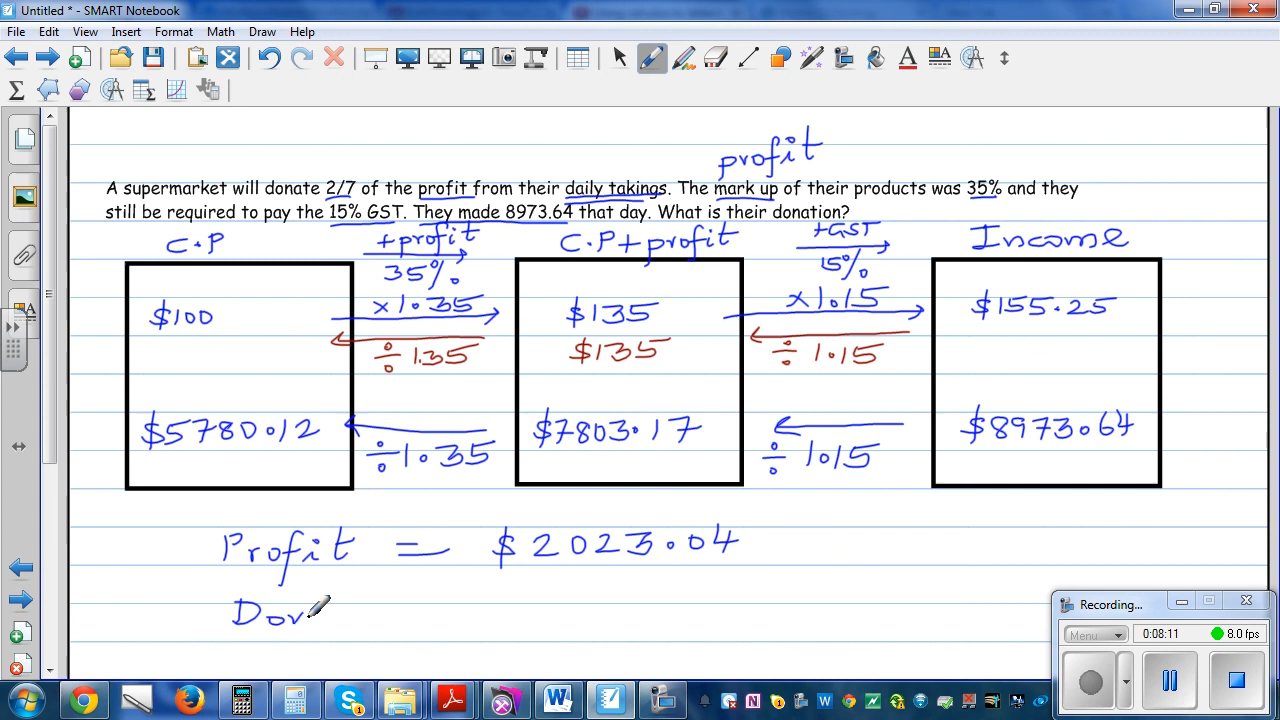 Untitled * - SMART Notebook
File Edit View Insert Format Math Draw Help
profit
A supermarket will donate 2/7 of the profit from their daily takings. The mark up of their products was 35% and they
still be required to pay the 15% GST. They made 8973.64 that day. What is their donation?
C.P +profit C.P+profit +GST Income
35% 15%
$100 ×1.35 $135 ×1.15 $155.25
÷ 1.35 $135 ÷ 1.15
$5780.12 ÷1.35 $7803.17 ÷ 1.15 $8973.64
Profit = $2023.04
Don
Recording...
Menu 0:08:11 8.0 fps